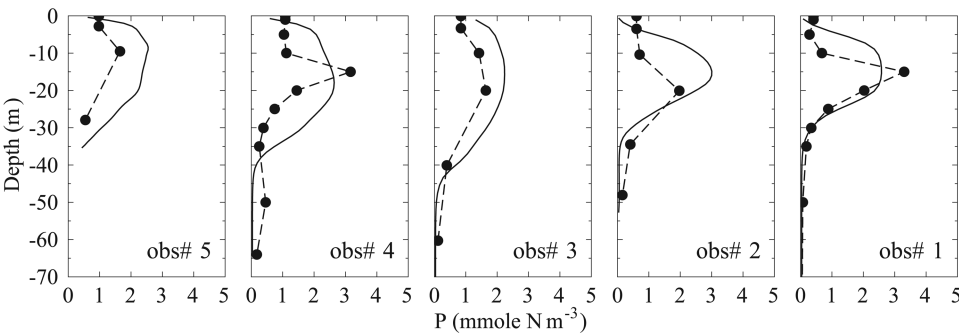 0
-10
-20
-30
-40
-50
-60
-70
Depth (m)
obs# 5 obs# 4 obs# 3 obs# 2 obs# 1
0 1 2 3 4 5 0 1 2 3 4 5 0 1 2 3 4 5 0 1 2 3 4 5 0 1 2 3 4 5
P (mmole N m⁻³)